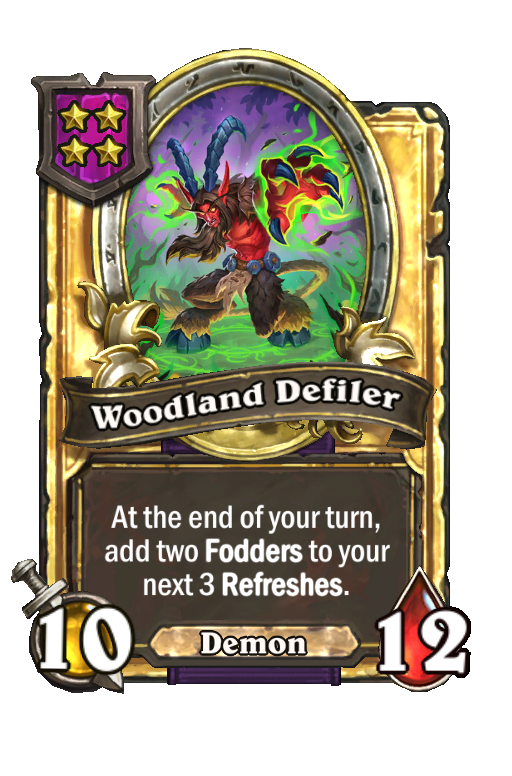 Woodland Defiler
At the end of your turn,
add two Fodders to your
next 3 Refreshes.
10
Demon
12